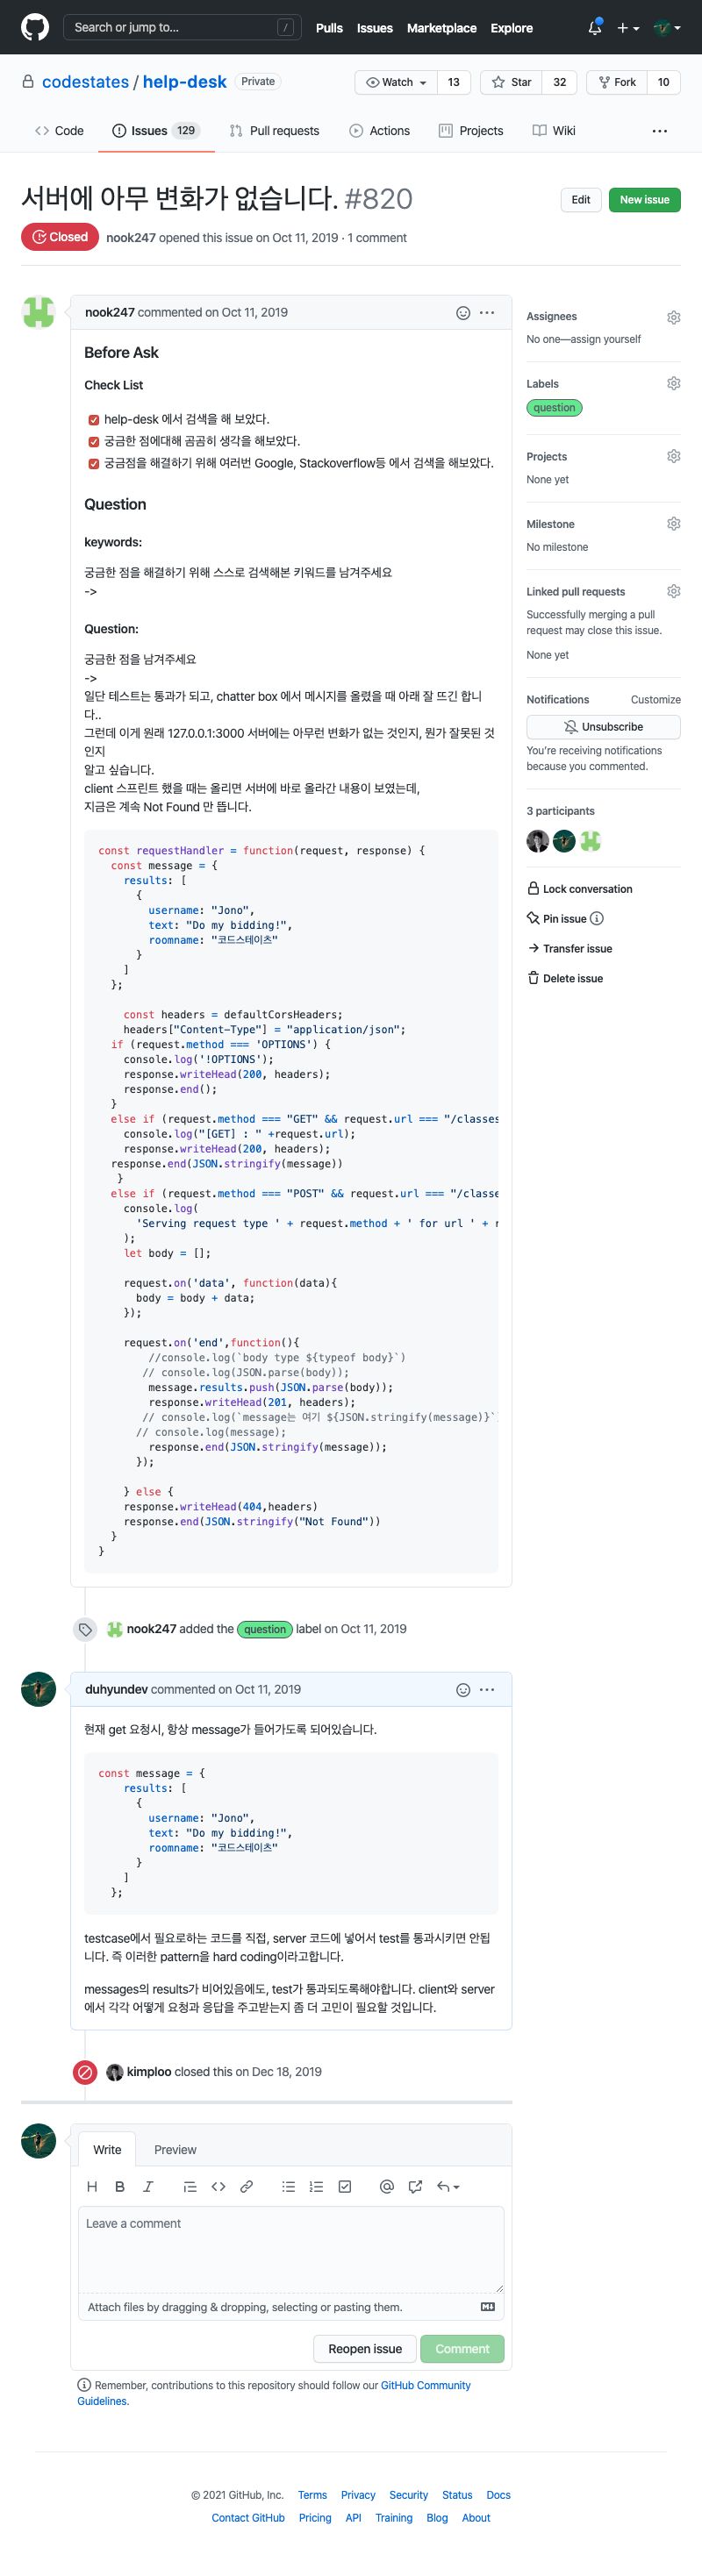 Search or jump to... /
Pulls Issues Marketplace Explore
codestates / help-desk Private
Watch 13 Star 32 Fork 10
Code Issues 129 Pull requests Actions Projects Wiki ...
서버에 아무 변화가 없습니다. #820
Edit New issue
Closed nook247 opened this issue on Oct 11, 2019 · 1 comment
nook247 commented on Oct 11, 2019
Before Ask
Check List
help-desk 에서 검색을 해 보았다.
궁금한 점에대해 곰곰히 생각을 해보았다.
궁금점을 해결하기 위해 여러번 Google, Stackoverflow등 에서 검색을 해보았다.
Question
keywords:
궁금한 점을 해결하기 위해 스스로 검색해본 키워드를 남겨주세요
->
Question:
궁금한 점을 남겨주세요
->
일단 테스트는 통과가 되고, chatter box 에서 메시지를 올렸을 때 아래 잘 뜨긴 합니
다..
그런데 이게 원래 127.0.0.1:3000 서버에는 아무런 변화가 없는 것인지, 뭔가 잘못된 것
인지
알고 싶습니다.
client 스프린트 했을 때는 올리면 서버에 바로 올라간 내용이 보였는데,
지금은 계속 Not Found 만 뜹니다.
const requestHandler = function(request, response) {
const message = {
results: [
{
username: "Jono",
text: "Do my bidding!",
roomname: "코드스테이츠"
}
]
};
const headers = defaultCorsHeaders;
headers["Content-Type"] = "application/json";
if (request.method === 'OPTIONS') {
console.log('!OPTIONS');
response.writeHead(200, headers);
response.end();
}
else if (request.method === "GET" && request.url === "/classes
console.log("[GET] : " +request.url);
response.writeHead(200, headers);
response.end(JSON.stringify(message))
}
else if (request.method === "POST" && request.url === "/classe
console.log(
'Serving request type ' + request.method + ' for url ' + r
);
let body = [];
request.on('data', function(data){
body = body + data;
});
request.on('end',function(){
//console.log(`body type ${typeof body}`)
// console.log(JSON.parse(body));
message.results.push(JSON.parse(body));
response.writeHead(201, headers);
// console.log(`message는 여기 ${JSON.stringify(message)}`)
// console.log(message);
response.end(JSON.stringify(message));
});
} else {
response.writeHead(404,headers)
response.end(JSON.stringify("Not Found"))
}
}
Assignees
No one—assign yourself
Labels
question
Projects
None yet
Milestone
No milestone
Linked pull requests
Successfully merging a pull
request may close this issue.
None yet
Notifications Customize
Unsubscribe
You're receiving notifications
because you commented.
3 participants
Lock conversation
Pin issue
Transfer issue
Delete issue
nook247 added the question label on Oct 11, 2019
duhyundev commented on Oct 11, 2019
현재 get 요청시, 항상 message가 들어가도록 되어있습니다.
const message = {
results: [
{
username: "Jono",
text: "Do my bidding!",
roomname: "코드스테이츠"
}
]
};
testcase에서 필요로하는 코드를 직접, server 코드에 넣어서 test를 통과시키면 안됩
니다. 즉 이러한 pattern을 hard coding이라고합니다.
messages의 results가 비어있음에도, test가 통과되도록해야합니다. client와 server
에서 각각 어떻게 요청과 응답을 주고받는지 좀 더 고민이 필요할 것입니다.
kimploo closed this on Dec 18, 2019
Write Preview
Leave a comment
Attach files by dragging & dropping, selecting or pasting them.
Reopen issue Comment
Remember, contributions to this repository should follow our GitHub Community
Guidelines.
© 2021 GitHub, Inc. Terms Privacy Security Status Docs
Contact GitHub Pricing API Training Blog About